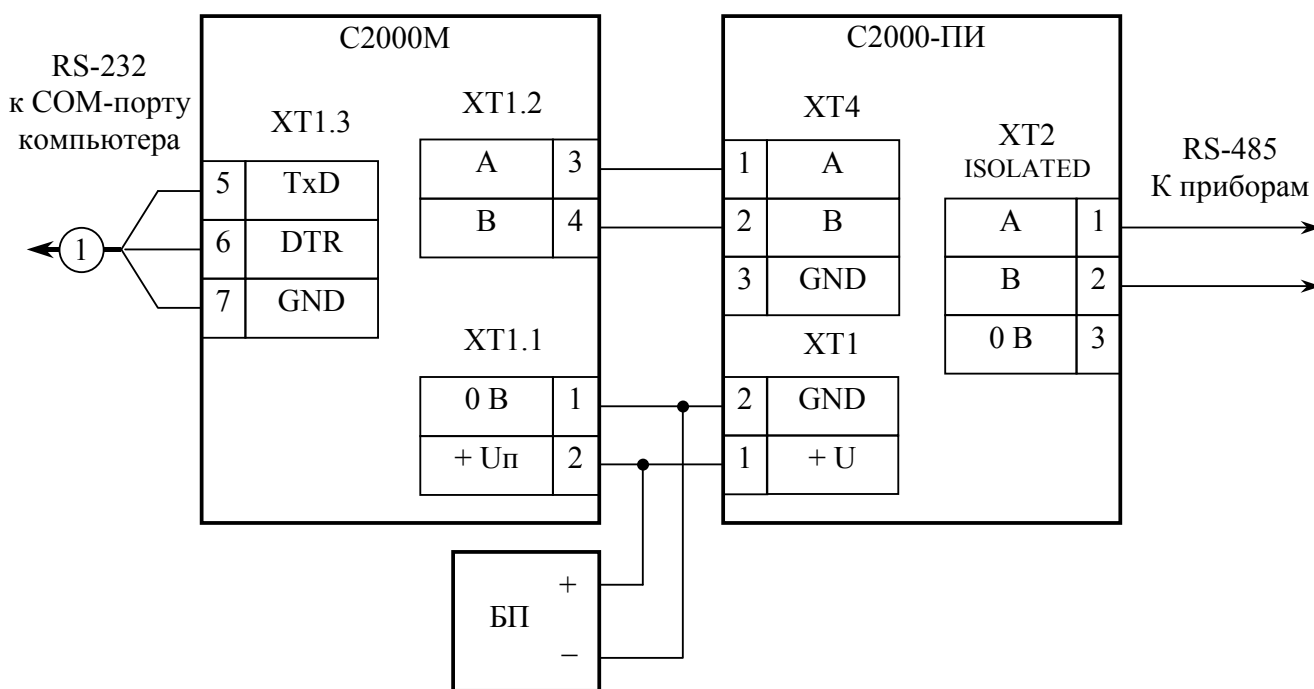 С2000М
С2000-ПИ
RS-232
к COM-порту
компьютера
XT1.3
5 TxD
6 DTR
7 GND
1
XT1.2
A 3
B 4
XT1.1
0 В 1
+ Uп 2
XT4
1 A
2 B
3 GND
XT1
2 GND
1 + U
XT2
ISOLATED
A 1
B 2
0 В 3
RS-485
К приборам
БП
+
−